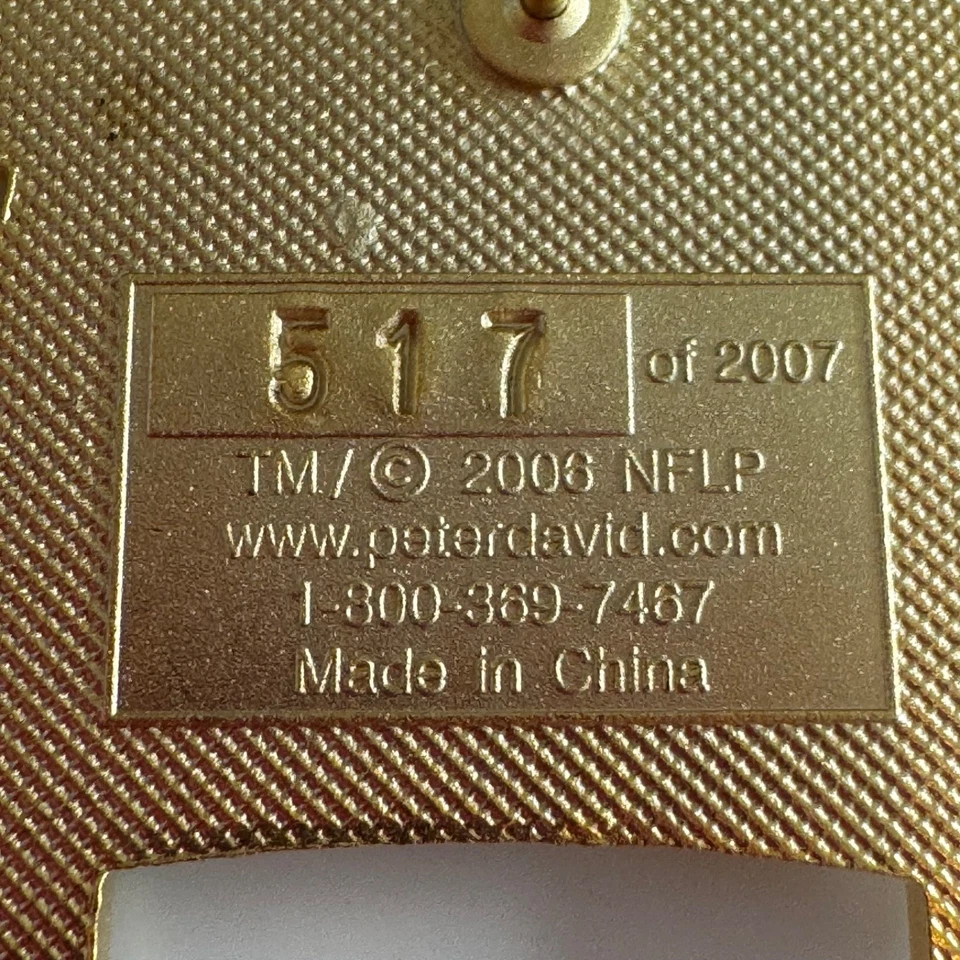 517 of 2007
TM/© 2006 NFLP
www.peterdavid.com
1-800-369-7467
Made in China